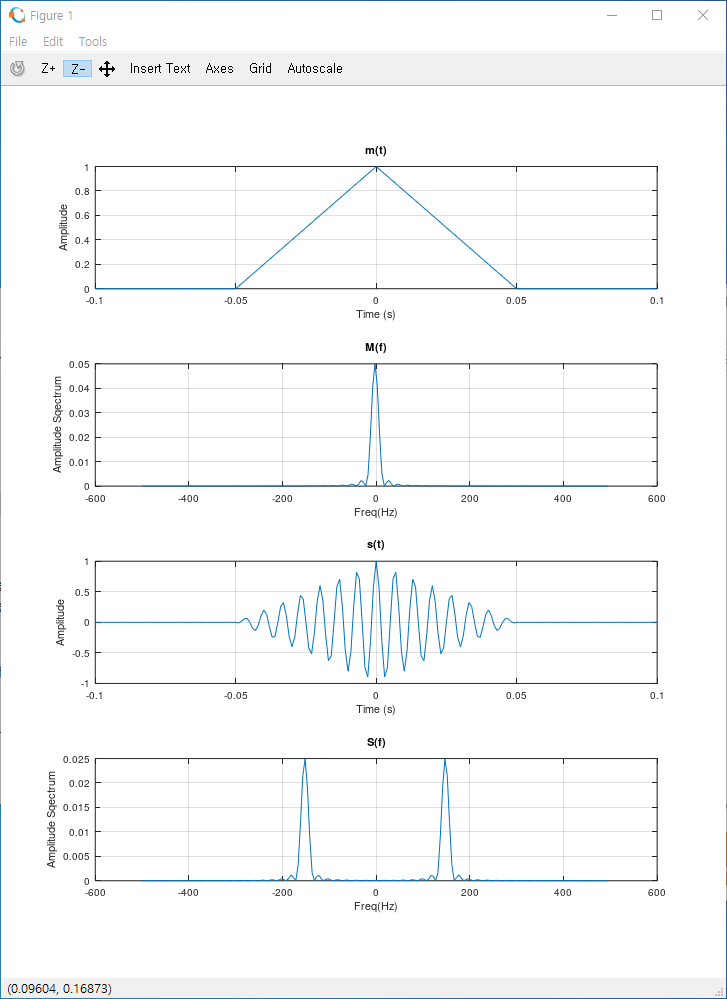 Figure 1
File Edit Tools
Z+ Z- Insert Text Axes Grid Autoscale
m(t)
1
0.8
0.6
0.4
0.2
0
Amplitude
-0.1 -0.05 0 0.05 0.1
Time (s)
M(f)
0.05
0.04
0.03
0.02
0.01
0
Amplitude Sqectrum
-600 -400 -200 0 200 400 600
Freq(Hz)
s(t)
1
0.5
0
-0.5
-1
Amplitude
-0.1 -0.05 0 0.05 0.1
Time (s)
S(f)
0.025
0.02
0.015
0.01
0.005
0
Amplitude Sqectrum
-600 -400 -200 0 200 400 600
Freq(Hz)
(0.09604, 0.16873)